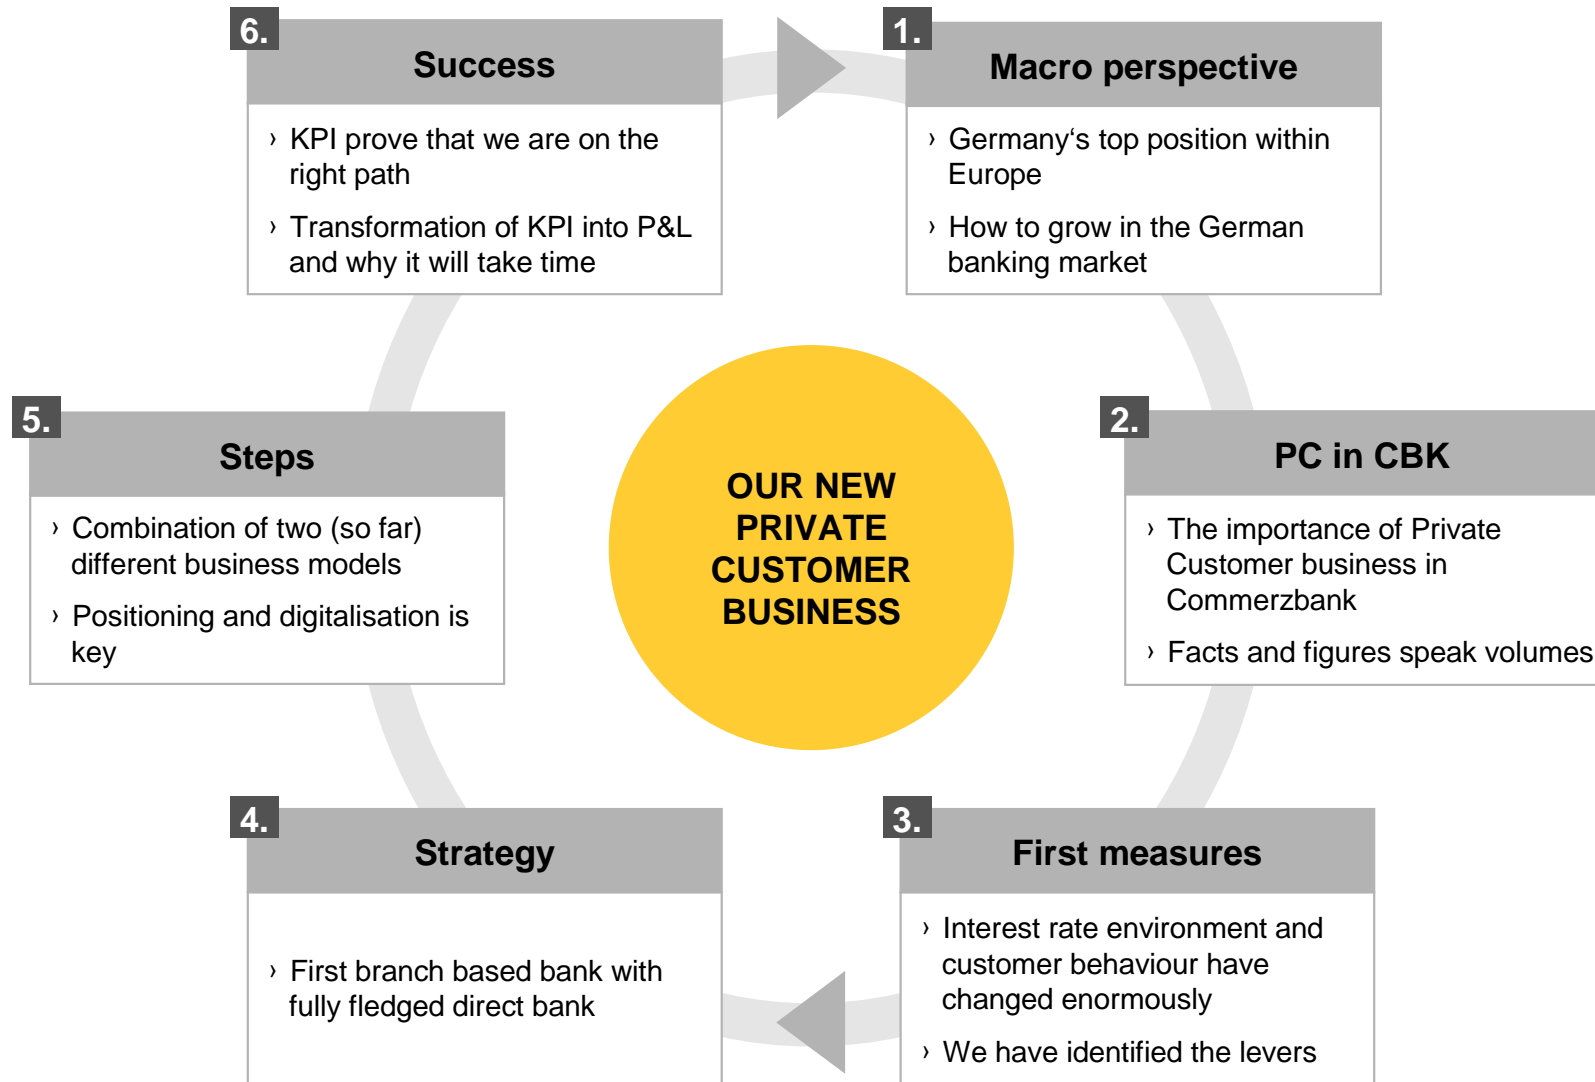 1.
Macro perspective
› Germany‘s top position within
Europe
› How to grow in the German
banking market
2.
PC in CBK
› The importance of Private
Customer business in
Commerzbank
› Facts and figures speak volumes
3.
First measures
› Interest rate environment and
customer behaviour have
changed enormously
› We have identified the levers
4.
Strategy
› First branch based bank with
fully fledged direct bank
5.
Steps
› Combination of two (so far)
different business models
› Positioning and digitalisation is
key
6.
Success
› KPI prove that we are on the
right path
› Transformation of KPI into P&L
and why it will take time
OUR NEW
PRIVATE
CUSTOMER
BUSINESS